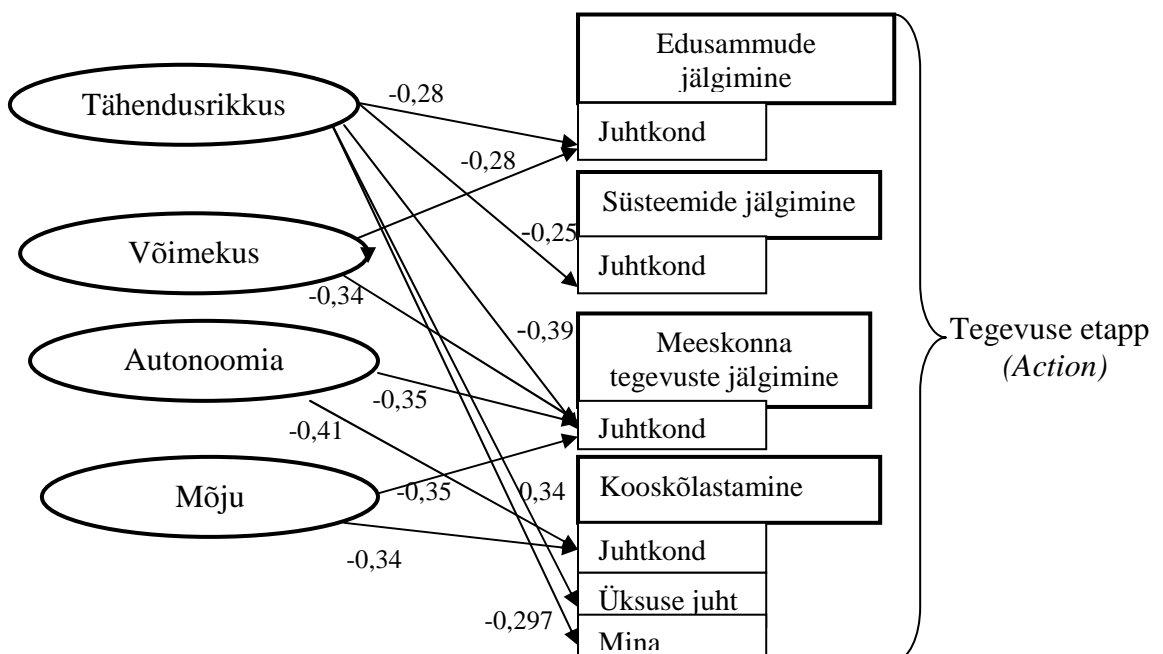 Edusammude
jälgimine
Tähendusrikkus
-0,28
Juhtkond
-0,28
Süsteemide jälgimine
Võimekus
-0,25
Juhtkond
-0,34
-0,39
Meeskonna
tegevuste jälgimine
Tegevuse etapp
(Action)
Autonoomia
-0,35
Juhtkond
-0,41
Kooskõlastamine
Mõju
-0,35
0,34
Juhtkond
-0,34
Üksuse juht
-0,297
Mina